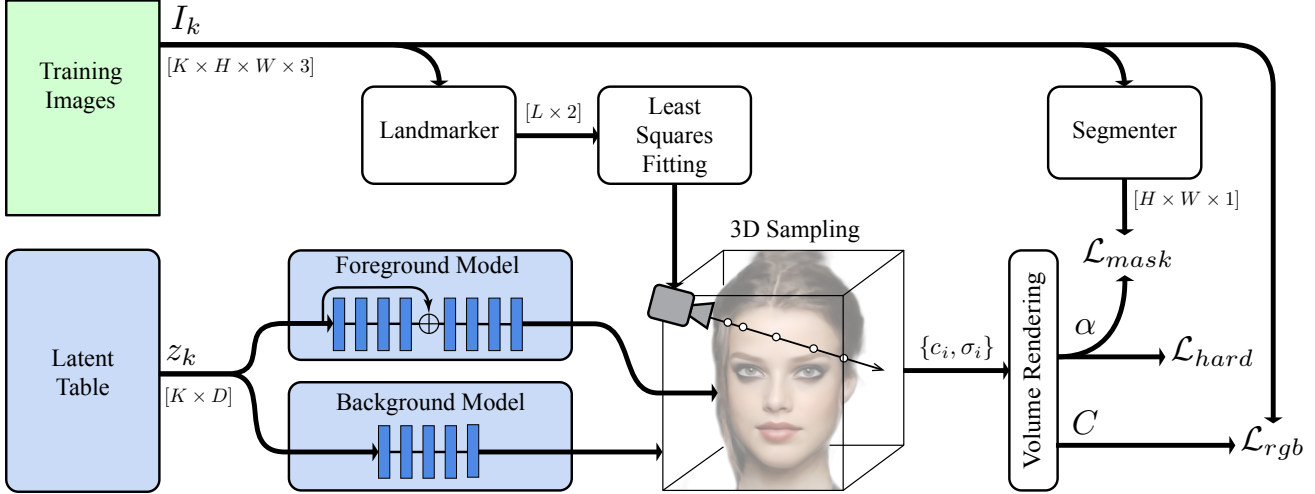 Training
Images
I_k
[K × H × W × 3]
Landmarker
[L × 2]
Least
Squares
Fitting
Segmenter
[H × W × 1]
3D Sampling
Latent
Table
z_k
[K × D]
Foreground Model
Background Model
{c_i, σ_i}
Volume Rendering
α
C
ℒ_mask
ℒ_hard
ℒ_rgb